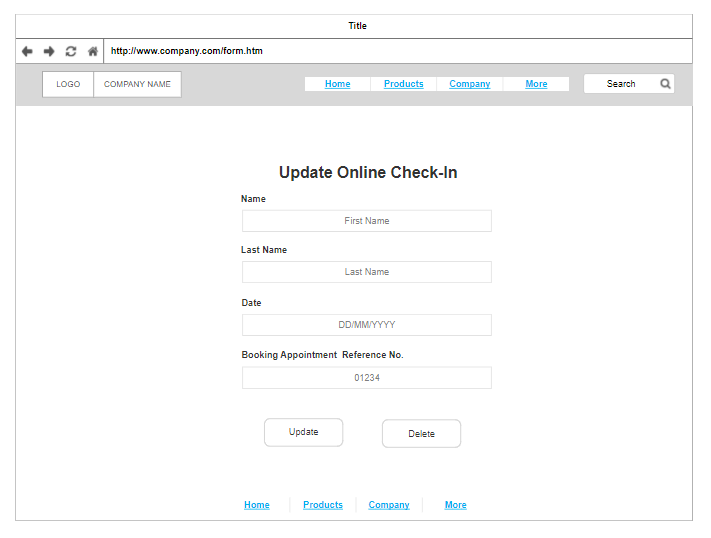 Title
http://www.company.com/form.htm
LOGO COMPANY NAME Home Products Company More Search
Update Online Check-In
Name
First Name
Last Name
Last Name
Date
DD/MM/YYYY
Booking Appointment Reference No.
01234
Update Delete
Home Products Company More